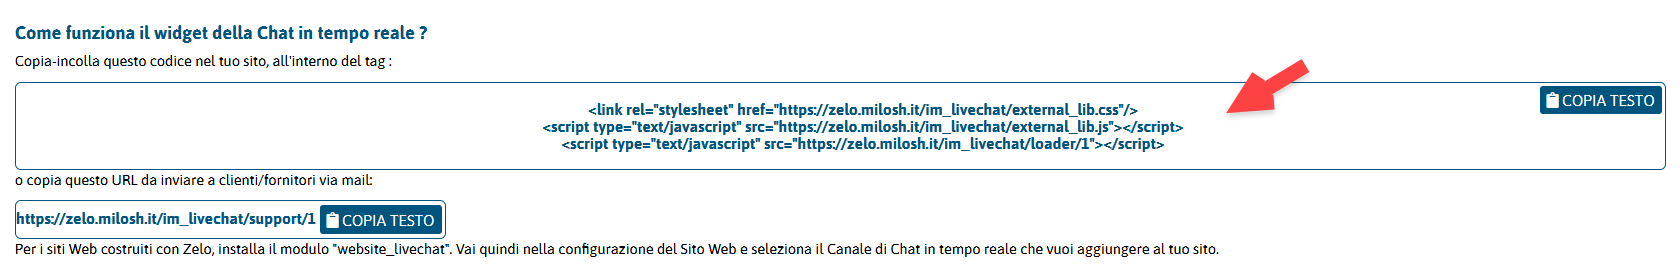 Come funziona il widget della Chat in tempo reale ?
Copia-incolla questo codice nel tuo sito, all'interno del tag :
COPIA TESTO
<link rel="stylesheet" href="https://zelo.milosh.it/im_livechat/external_lib.css"/>
<script type="text/javascript" src="https://zelo.milosh.it/im_livechat/external_lib.js"></script>
<script type="text/javascript" src="https://zelo.milosh.it/im_livechat/loader/1"></script>
o copia questo URL da inviare a clienti/fornitori via mail:
https://zelo.milosh.it/im_livechat/support/1 COPIA TESTO
Per i siti Web costruiti con Zelo, installa il modulo "website_livechat". Vai quindi nella configurazione del Sito Web e seleziona il Canale di Chat in tempo reale che vuoi aggiungere al tuo sito.